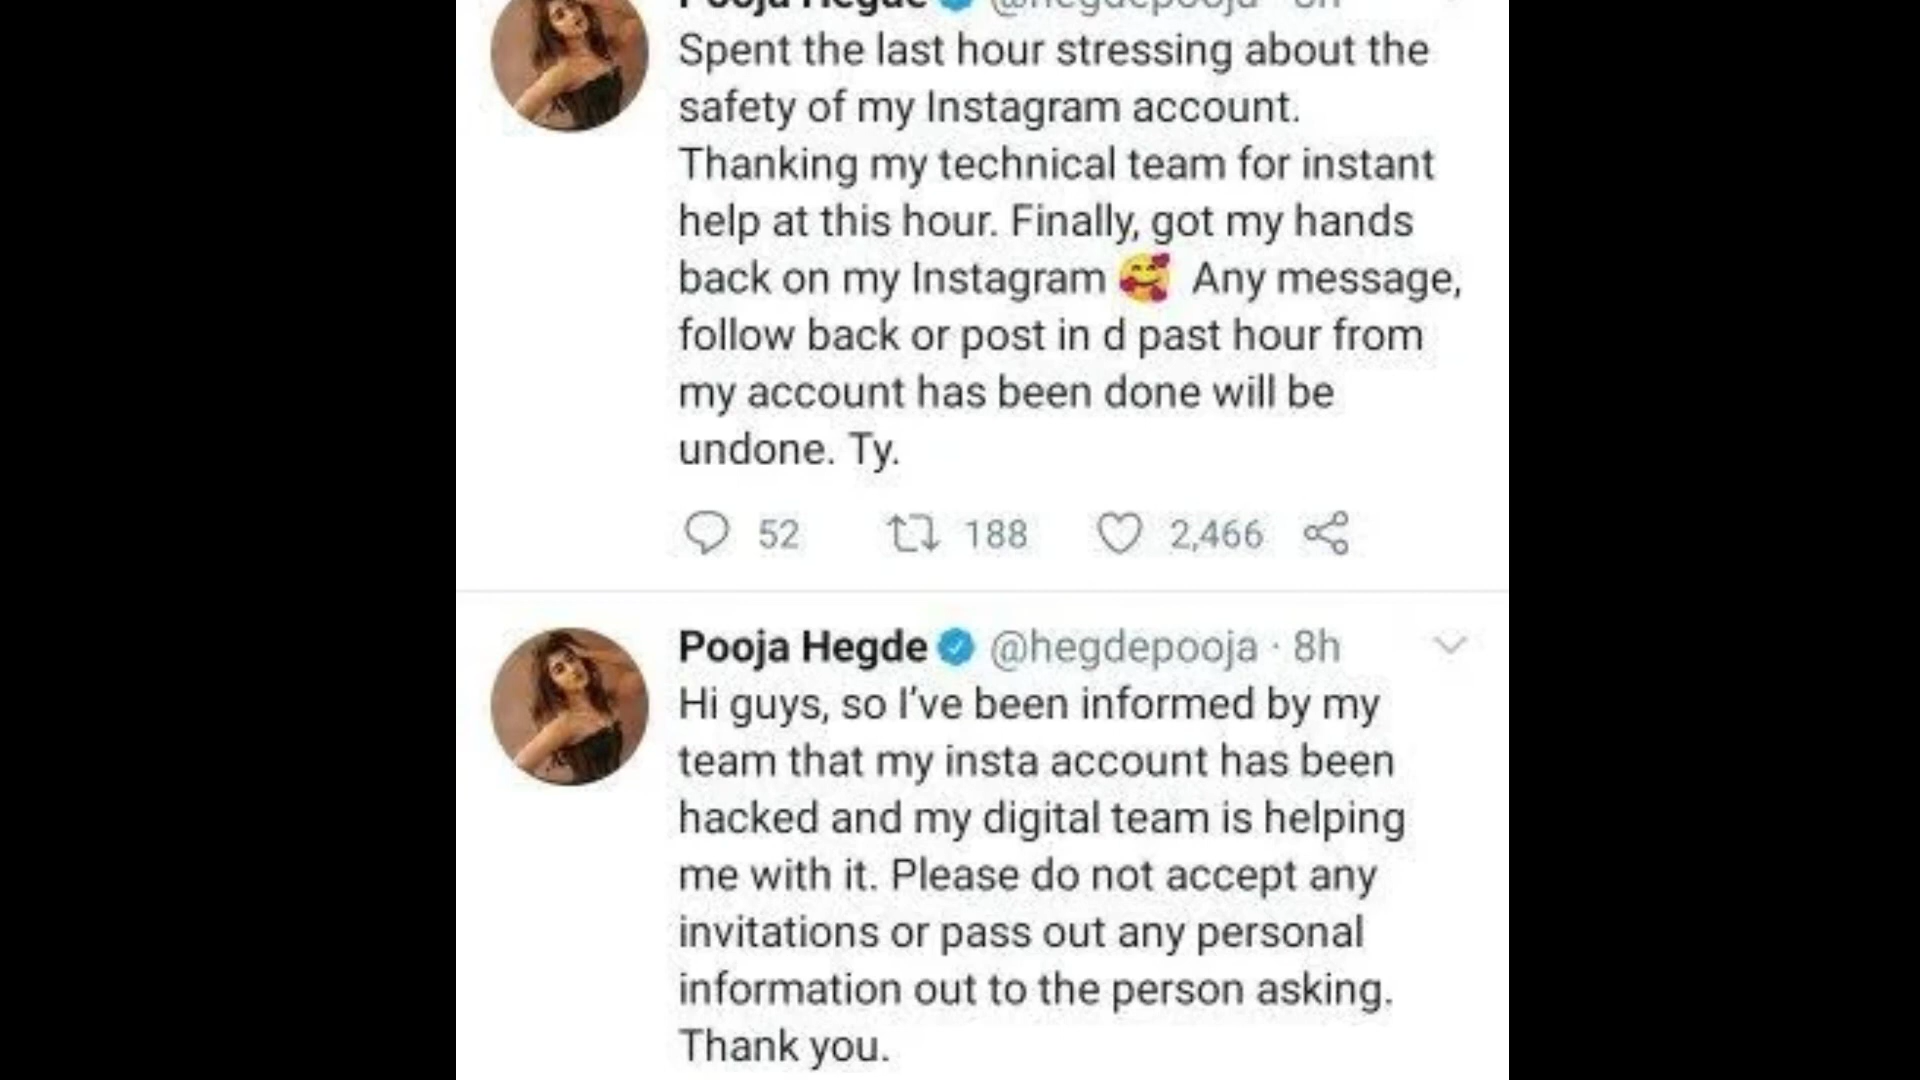 Pooja Hegde @hegdepooja · 8h
Spent the last hour stressing about the
safety of my Instagram account.
Thanking my technical team for instant
help at this hour. Finally, got my hands
back on my Instagram 🥰 Any message,
follow back or post in d past hour from
my account has been done will be
undone. Ty.
52 188 2,466
Pooja Hegde @hegdepooja · 8h
Hi guys, so I've been informed by my
team that my insta account has been
hacked and my digital team is helping
me with it. Please do not accept any
invitations or pass out any personal
information out to the person asking.
Thank you.